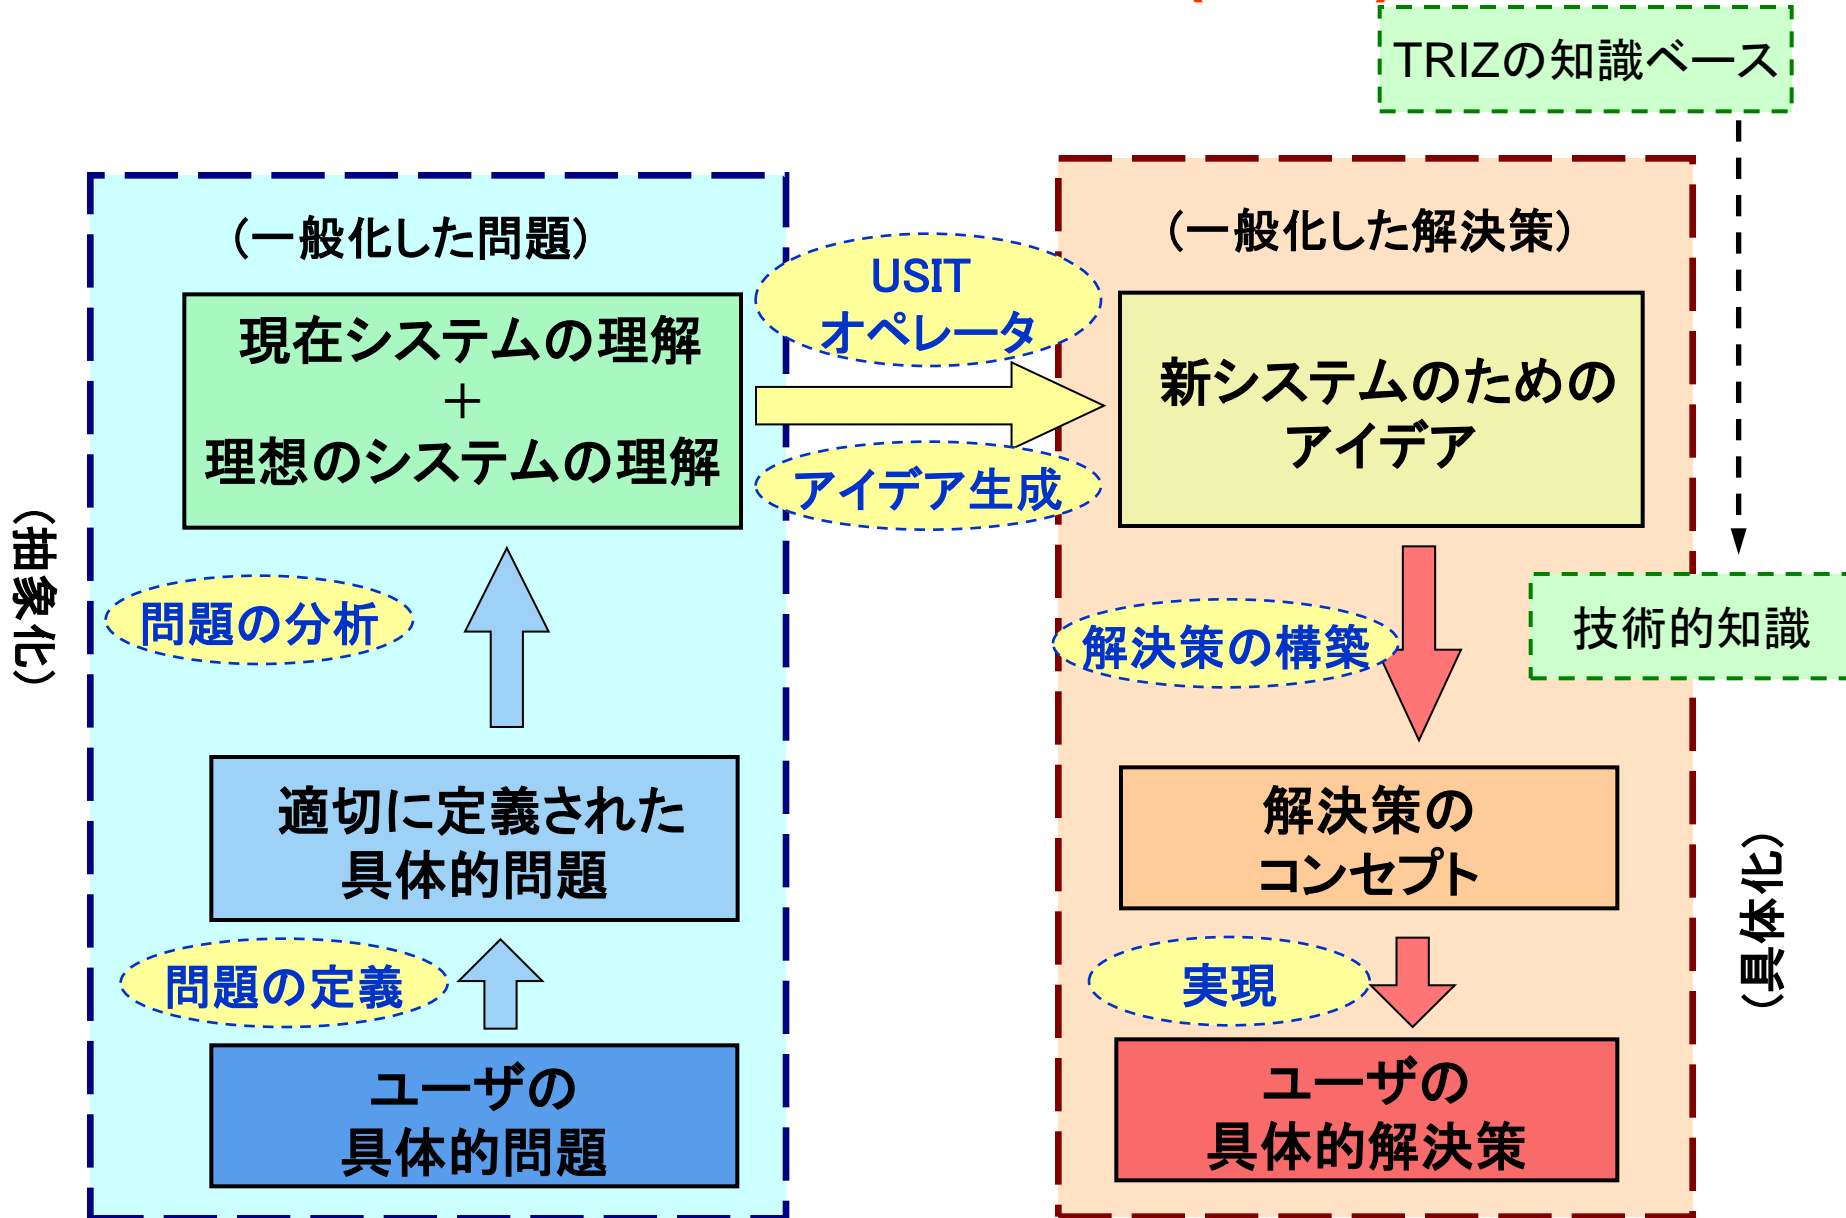 TRIZの知識ベース
（一般化した問題）
現在システムの理解
＋
理想のシステムの理解
USIT
オペレータ
アイデア生成
（一般化した解決策）
新システムのための
アイデア
（抽象化）
問題の分析
解決策の構築
技術的知識
適切に定義された
具体的問題
解決策の
コンセプト
（具体化）
問題の定義
実現
ユーザの
具体的問題
ユーザの
具体的解決策